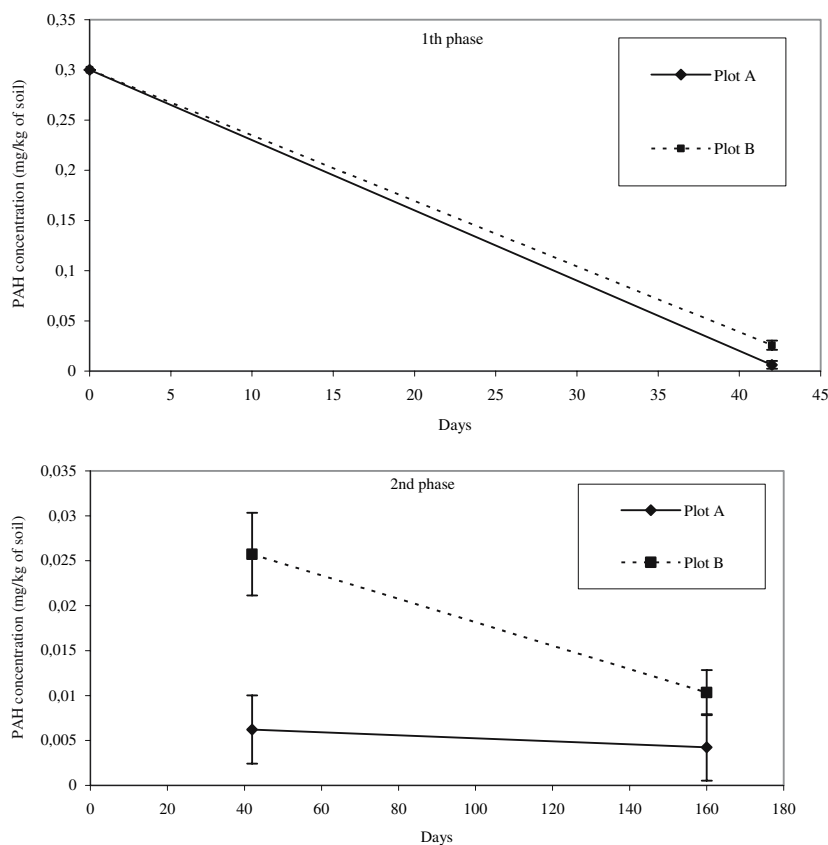 1th phase
0,35
0,3
0,25
0,2
0,15
0,1
0,05
0
PAH concentration (mg/kg of soil)
Plot A
Plot B
0 5 10 15 20 25 30 35 40 45
Days
2nd phase
0,035
0,03
0,025
0,02
0,015
0,01
0,005
0
PAH concentration (mg/kg of soil)
Plot A
Plot B
0 20 40 60 80 100 120 140 160 180
Days